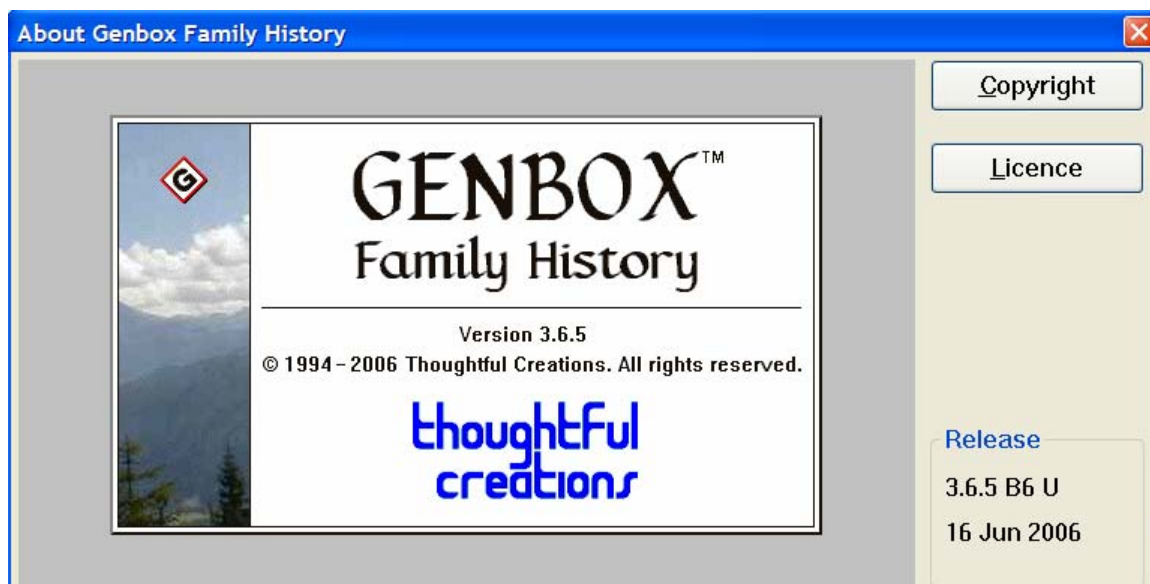 About Genbox Family History
Copyright
Licence
G
GENBOX™
Family History
Version 3.6.5
© 1994–2006 Thoughtful Creations. All rights reserved.
thoughtful
creations
Release
3.6.5 B6 U
16 Jun 2006